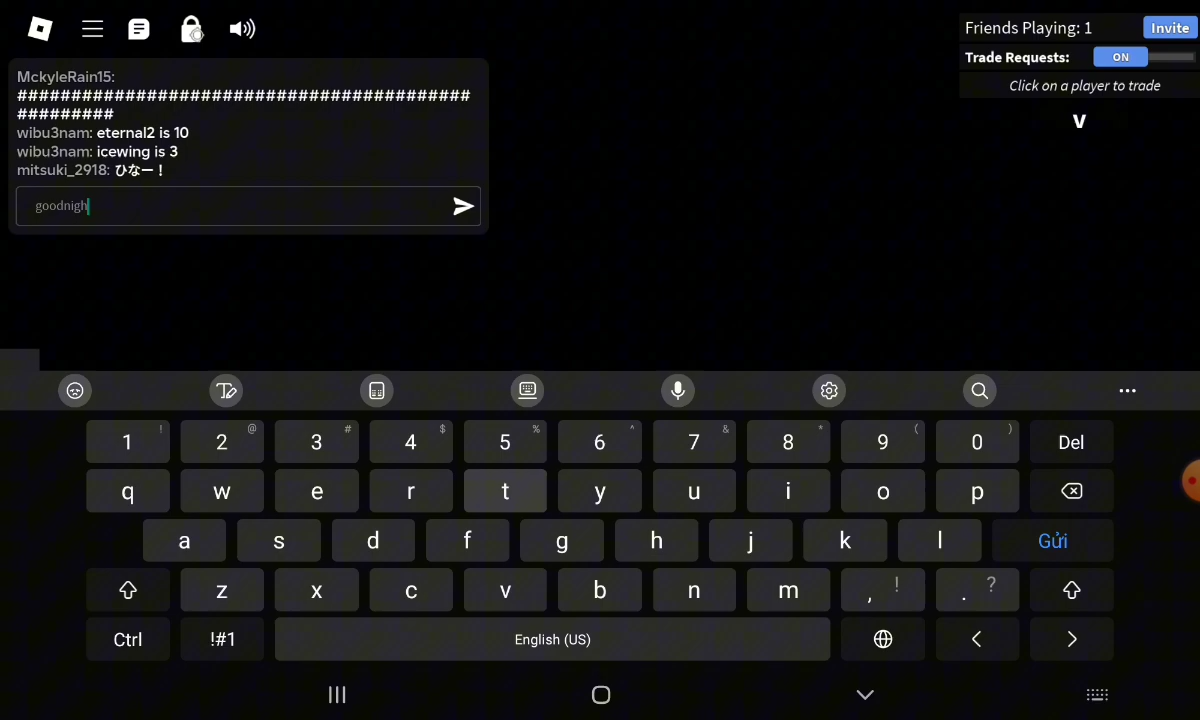 Friends Playing: 1 Invite
Trade Requests: ON
Click on a player to trade
v
MckyleRain15:
##########################################
#########
wibu3nam: eternal2 is 10
wibu3nam: icewing is 3
mitsuki_2918: ひなー！
goodnigh
1 ! 2 @ 3 # 4 $ 5 % 6 ^ 7 & 8 * 9 ( 0 ) Del
q w e r t y u i o p
a s d f g h j k l Gửi
z x c v b n m , ! . ?
Ctrl !#1 English (US) < >